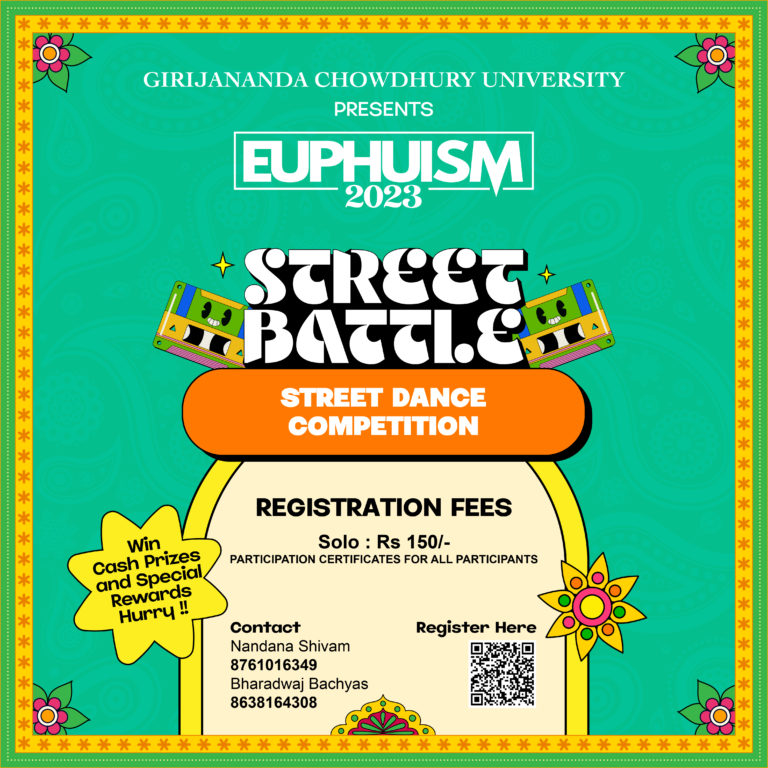 GIRIJANANDA CHOWDHURY UNIVERSITY
PRESENTS
EUPHUISM
2023
STREET
BATTLE
STREET DANCE
COMPETITION
REGISTRATION FEES
Solo : Rs 150/-
PARTICIPATION CERTIFICATES FOR ALL PARTICIPANTS
Win
Cash Prizes
and Special
Rewards
Hurry !!
Contact
Nandana Shivam
8761016349
Bharadwaj Bachyas
8638164308
Register Here